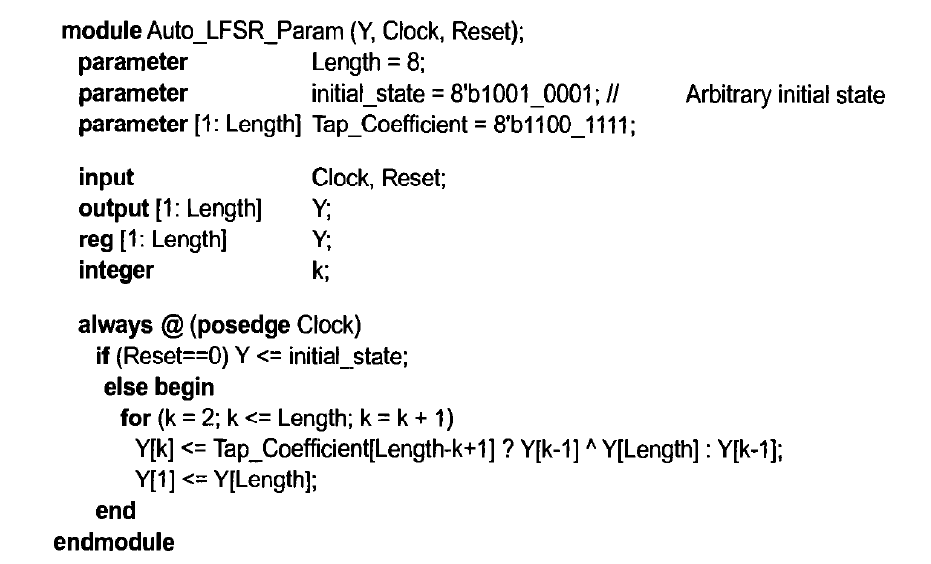 module Auto_LFSR_Param (Y, Clock, Reset);
parameter Length = 8;
parameter initial_state = 8'b1001_0001; // Arbitrary initial state
parameter [1: Length] Tap_Coefficient = 8'b1100_1111;
input Clock, Reset;
output [1: Length] Y;
reg [1: Length] Y;
integer k;
always @ (posedge Clock)
if (Reset==0) Y <= initial_state;
else begin
for (k = 2; k <= Length; k = k + 1)
Y[k] <= Tap_Coefficient[Length-k+1] ? Y[k-1] ^ Y[Length] : Y[k-1];
Y[1] <= Y[Length];
end
endmodule